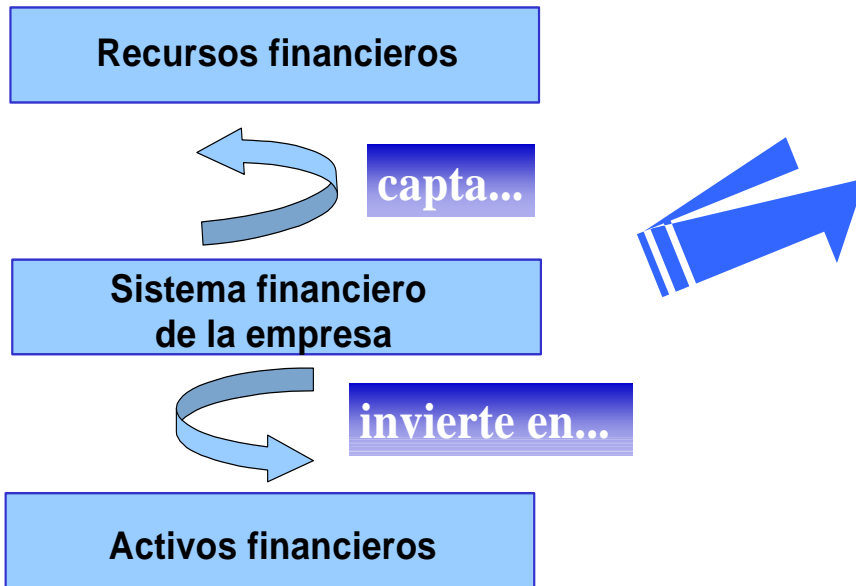 Recursos financieros
capta...
Sistema financiero
de la empresa
invierte en...
Activos financieros